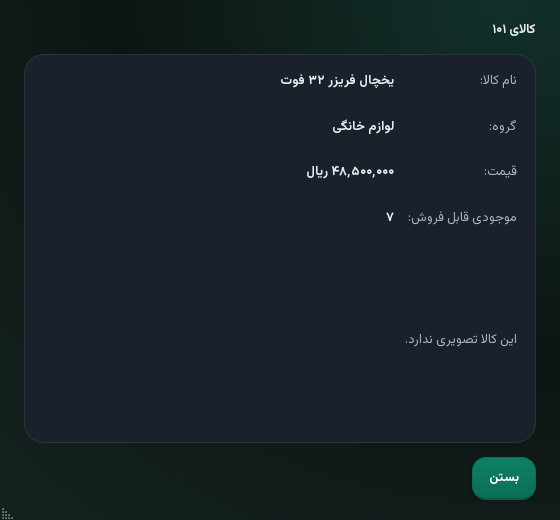 کالای ۱۰۱
نام کالا: یخچال فریزر ۳۲ فوت
گروه: لوازم خانگی
قیمت: ۴۸,۵۰۰,۰۰۰ ریال
موجودی قابل فروش: ۷
این کالا تصویری ندارد.
بستن